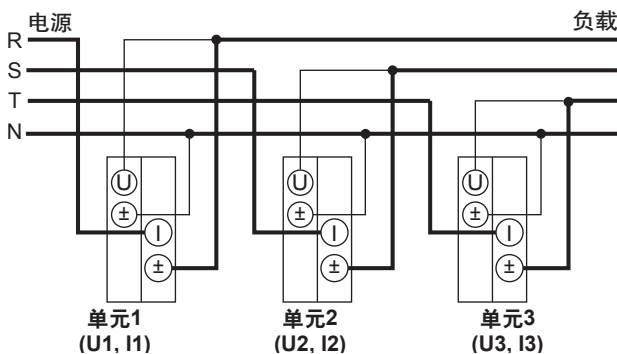 电源 负载
R
S
T
N
U U U
± ± ±
I I I
± ± ±
单元1 单元2 单元3
(U1, I1) (U2, I2) (U3, I3)